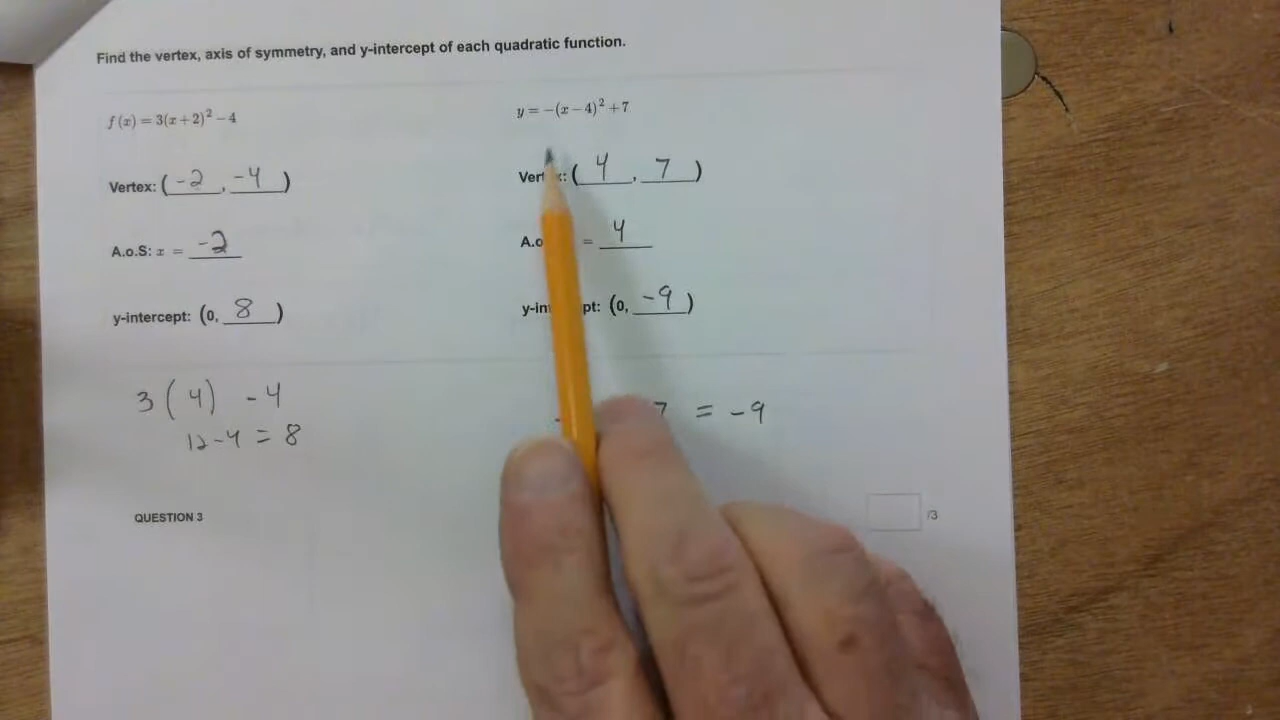 Find the vertex, axis of symmetry, and y-intercept of each quadratic function.
f(x) = 3(x+2)² − 4
Vertex: ( -2 , -4 )
A.o.S: x = -2
y-intercept: (0, 8 )
3 ( 4 ) - 4
12 - 4 = 8
y = −(x − 4)² + 7
( 4 , 7 )
= 4
(0, -9 )
7 = -9
QUESTION 3
/3